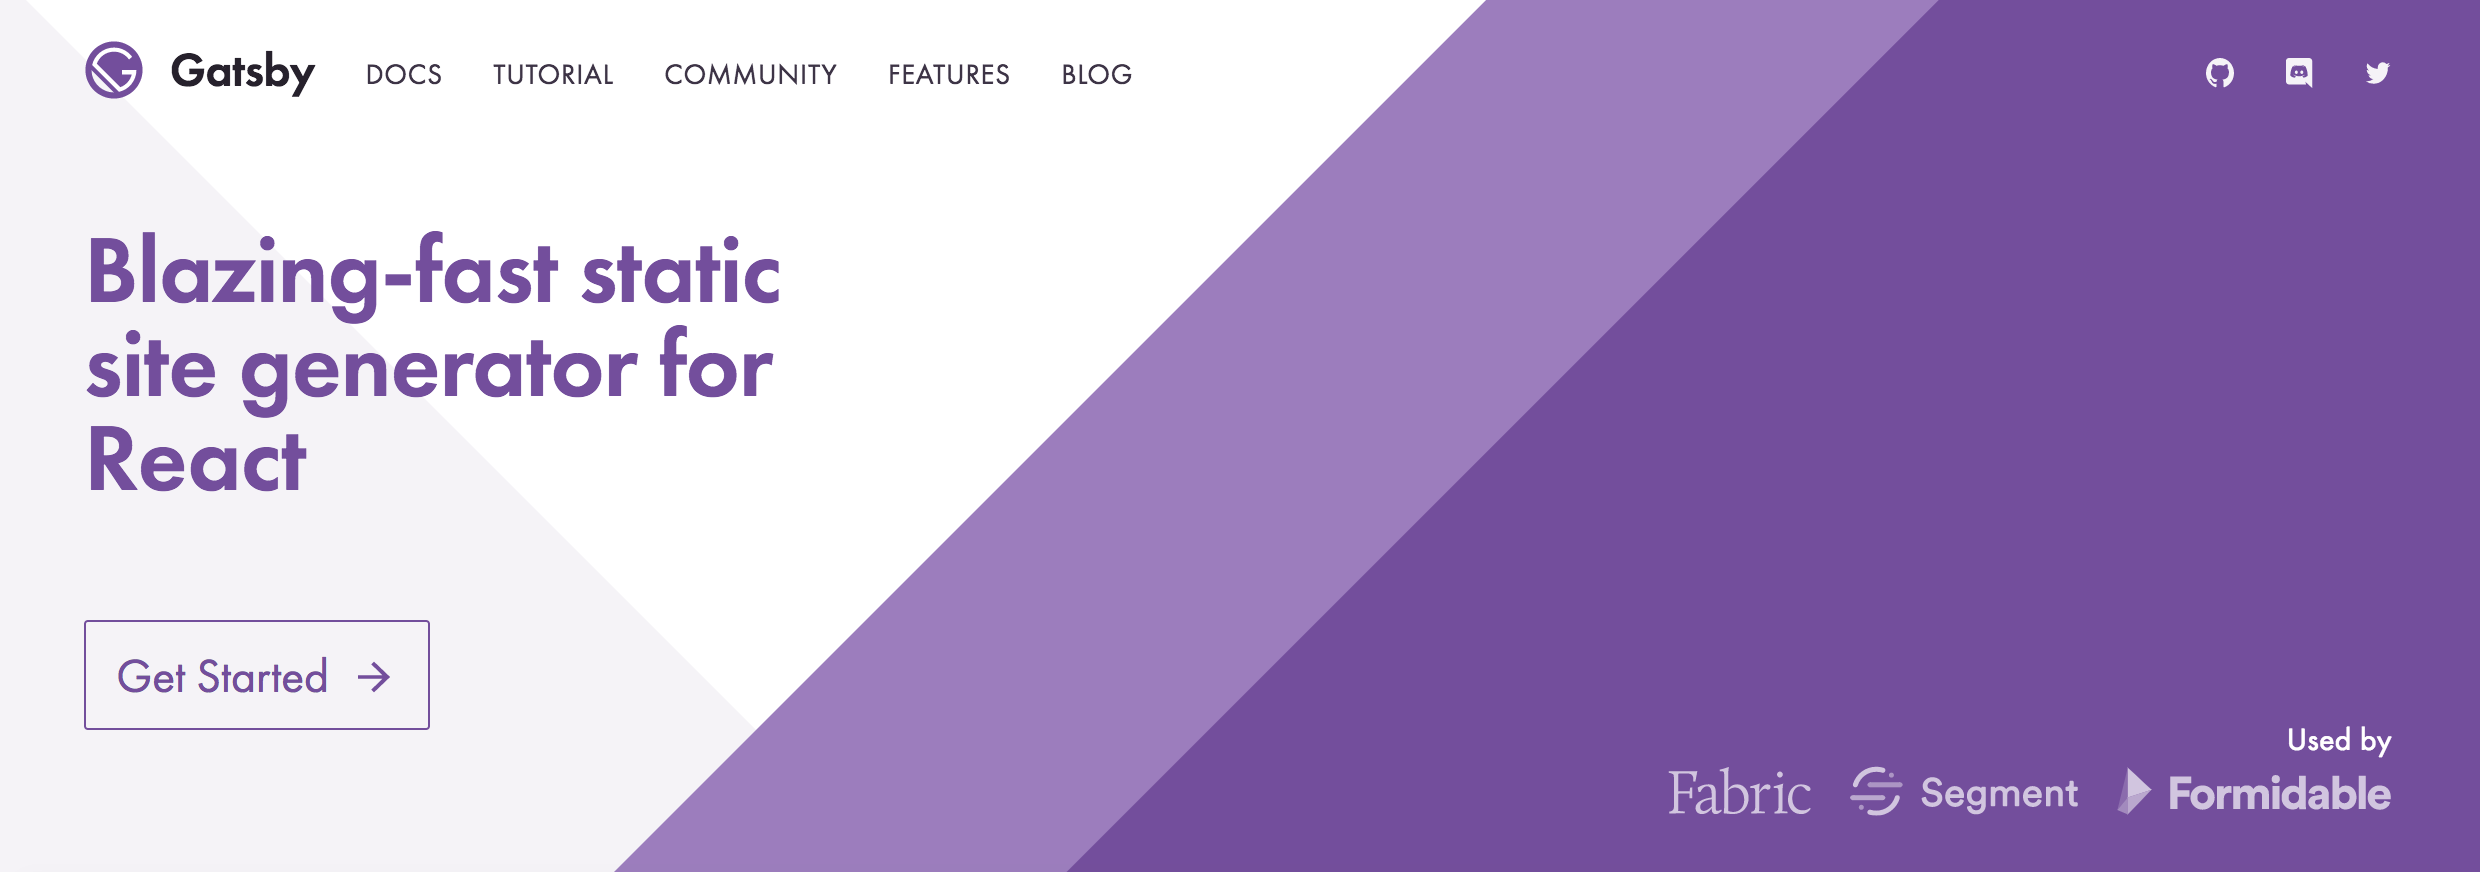 Gatsby DOCS TUTORIAL COMMUNITY FEATURES BLOG
Blazing-fast static
site generator for
React
Get Started
Used by
Fabric Segment Formidable